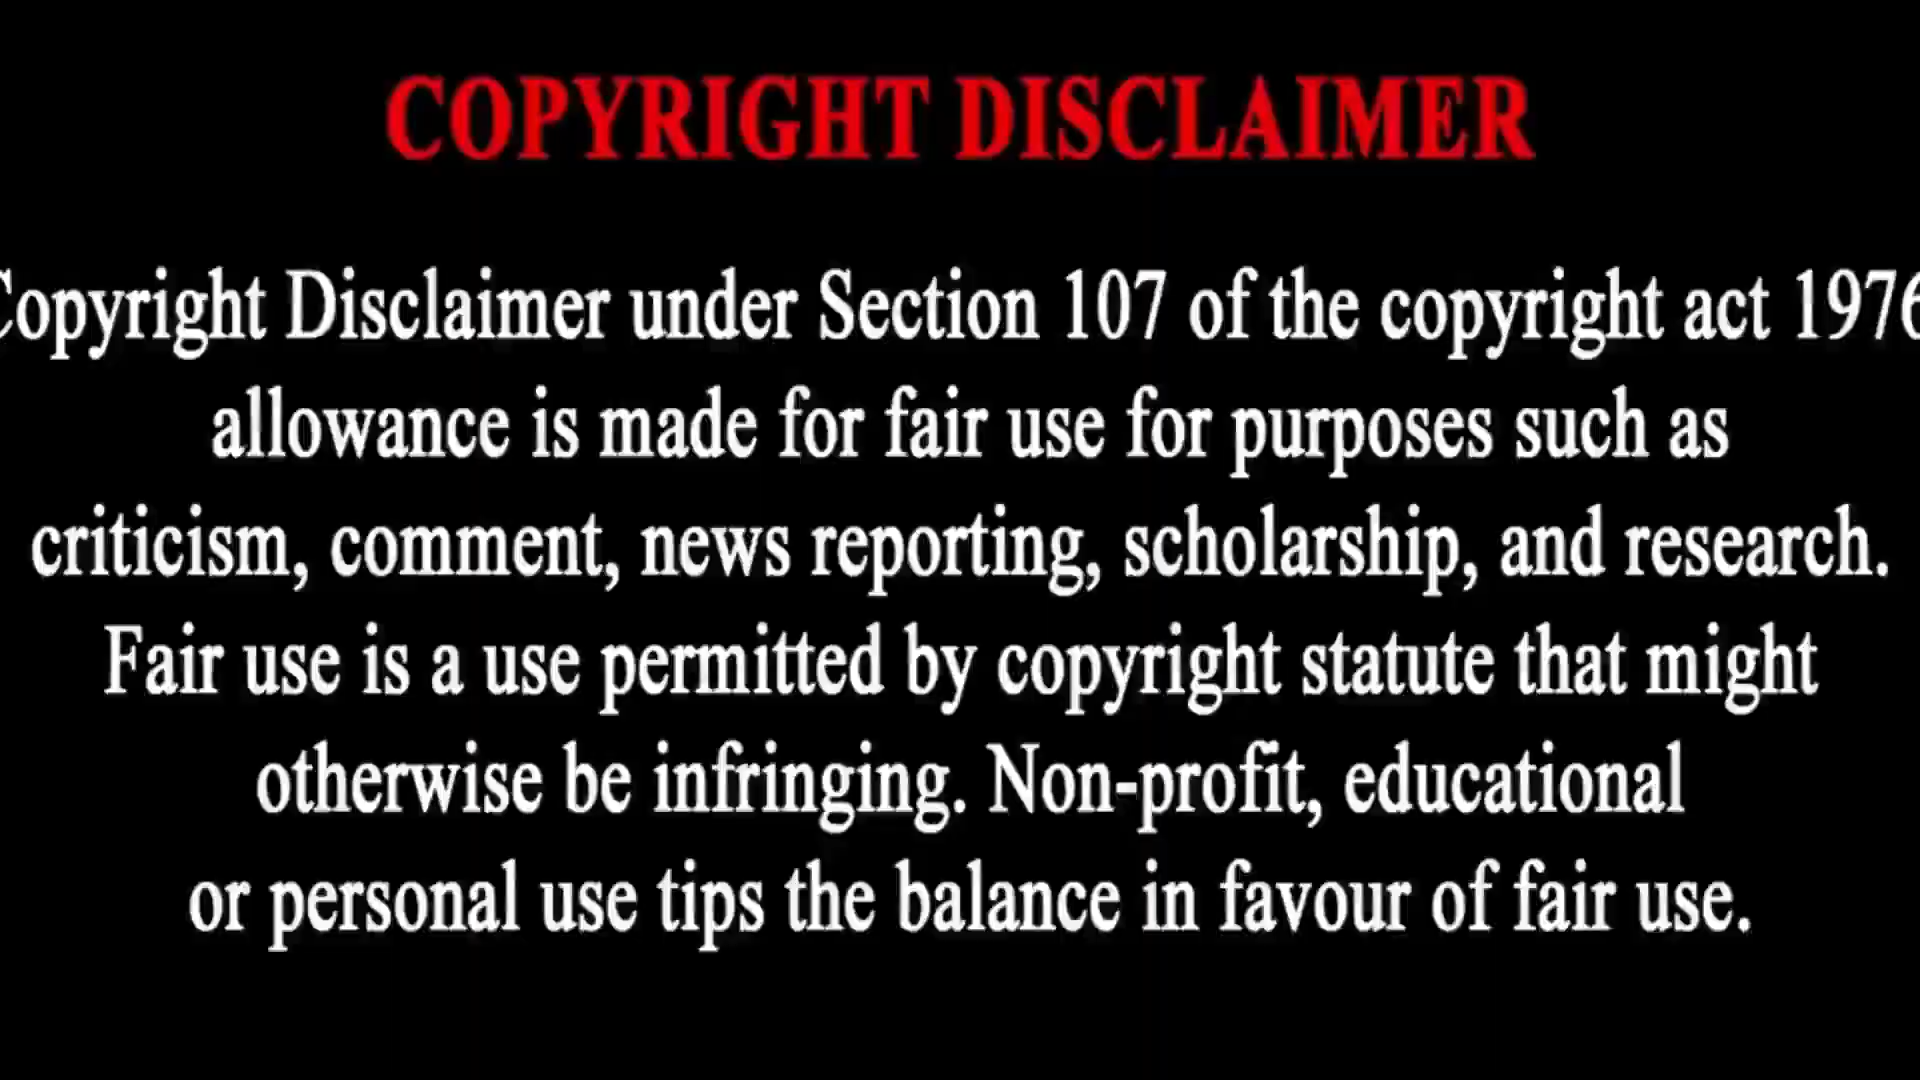 COPYRIGHT DISCLAIMER
Copyright Disclaimer under Section 107 of the copyright act 1976
allowance is made for fair use for purposes such as
criticism, comment, news reporting, scholarship, and research.
Fair use is a use permitted by copyright statute that might
otherwise be infringing. Non-profit, educational
or personal use tips the balance in favour of fair use.